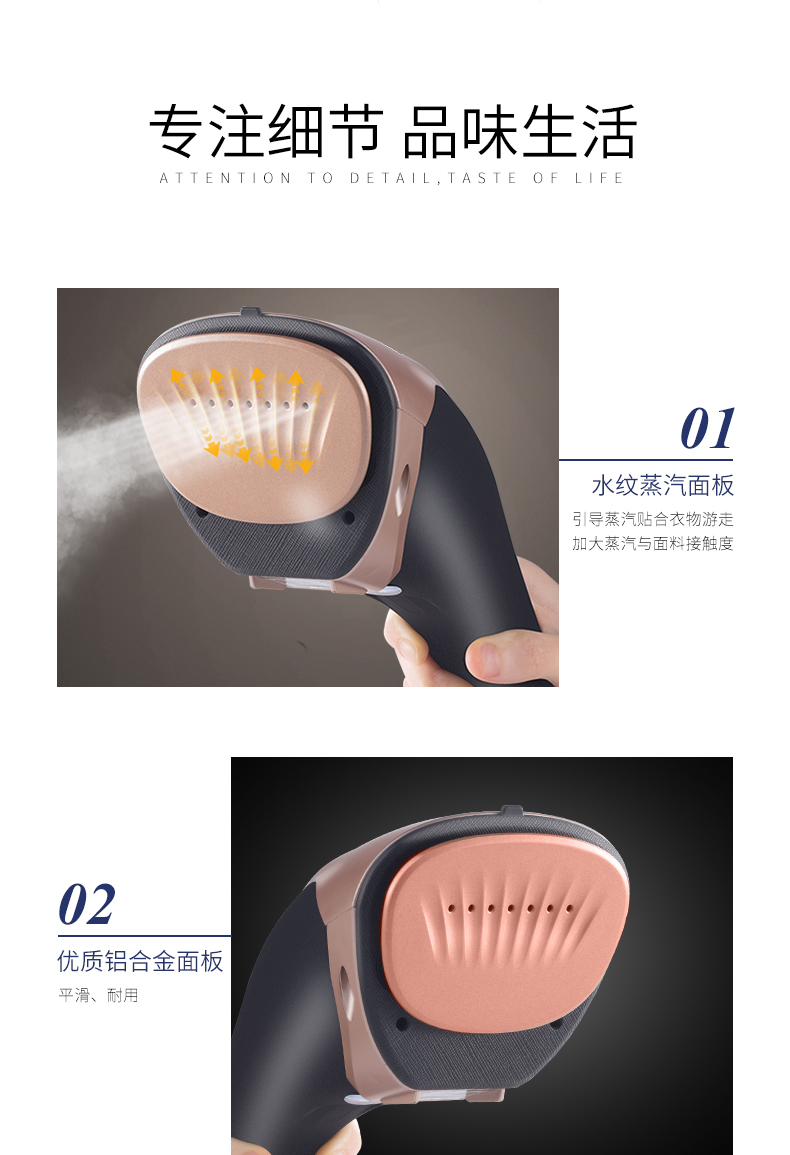 专注细节 品味生活
ATTENTION TO DETAIL,TASTE OF LIFE
01
水纹蒸汽面板
引导蒸汽贴合衣物游走
加大蒸汽与面料接触度
02
优质铝合金面板
平滑、耐用